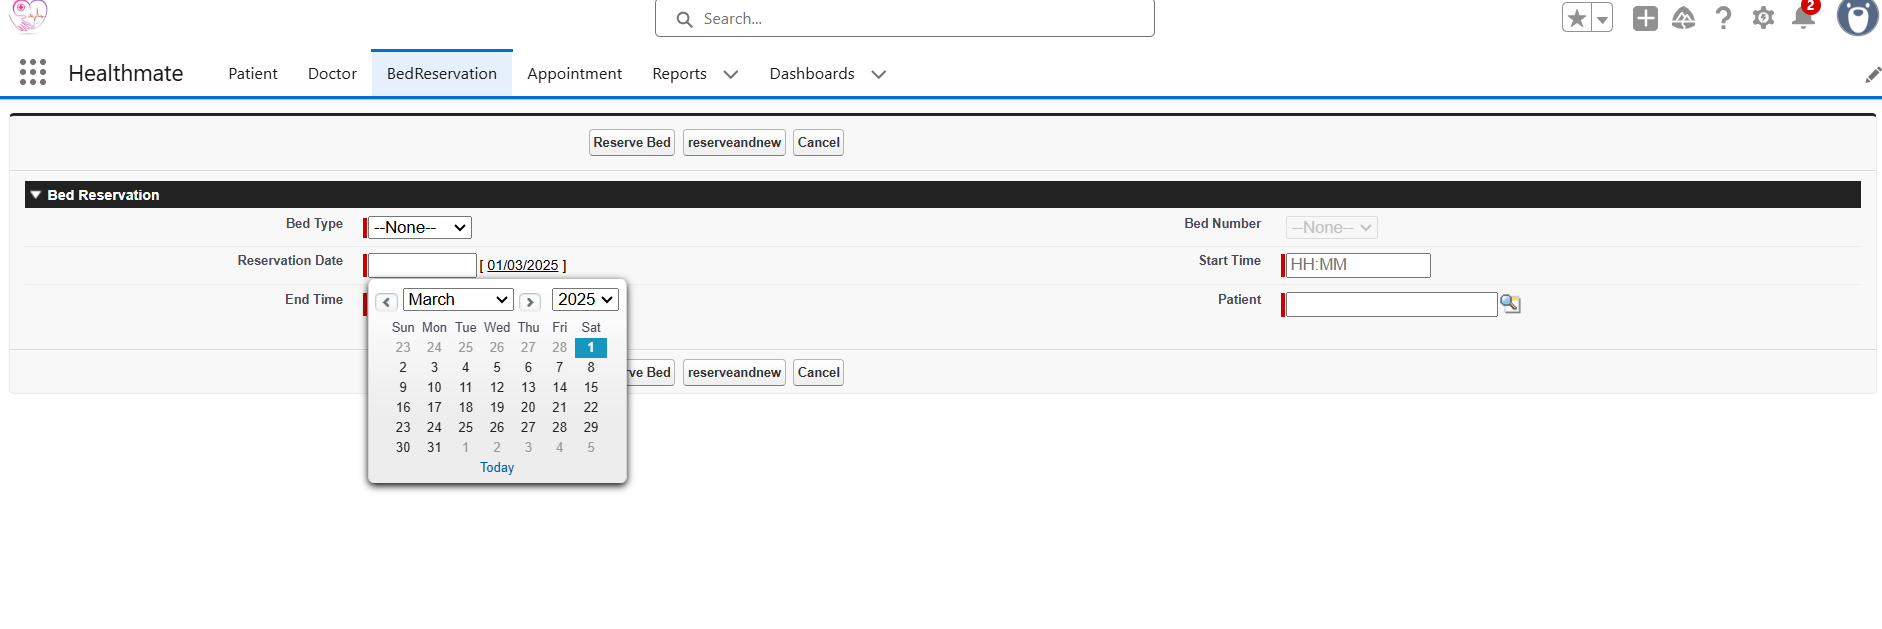 Search...
2
Healthmate Patient Doctor BedReservation Appointment Reports Dashboards
Reserve Bed reserveandnew Cancel
Bed Reservation
Bed Type --None-- Bed Number --None--
Reservation Date [ 01/03/2025 ] Start Time HH:MM
End Time Patient
March 2025
Sun Mon Tue Wed Thu Fri Sat
23 24 25 26 27 28 1
2 3 4 5 6 7 8
9 10 11 12 13 14 15
16 17 18 19 20 21 22
23 24 25 26 27 28 29
30 31 1 2 3 4 5
Today
ve Bed reserveandnew Cancel